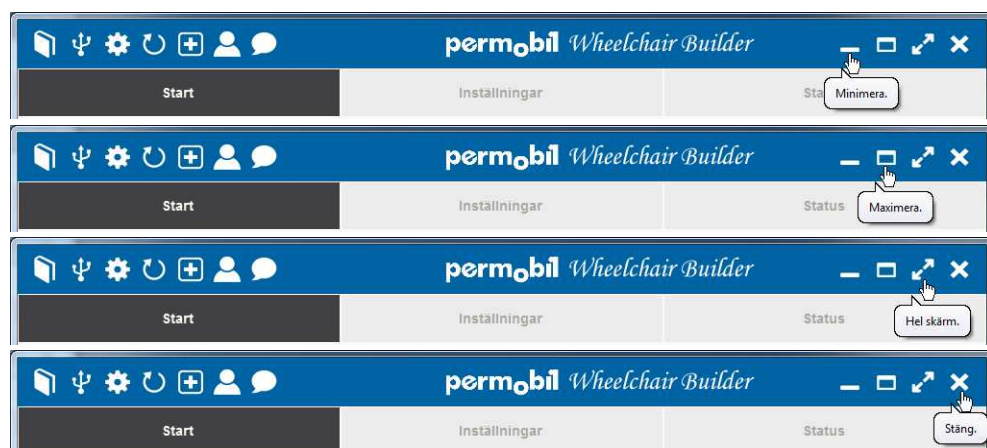 permobil Wheelchair Builder
Start Inställningar Sta Minimera.
permobil Wheelchair Builder
Start Inställningar Status Maximera.
permobil Wheelchair Builder
Start Inställningar Status Hel skärm.
permobil Wheelchair Builder
Start Inställningar Status Stäng.